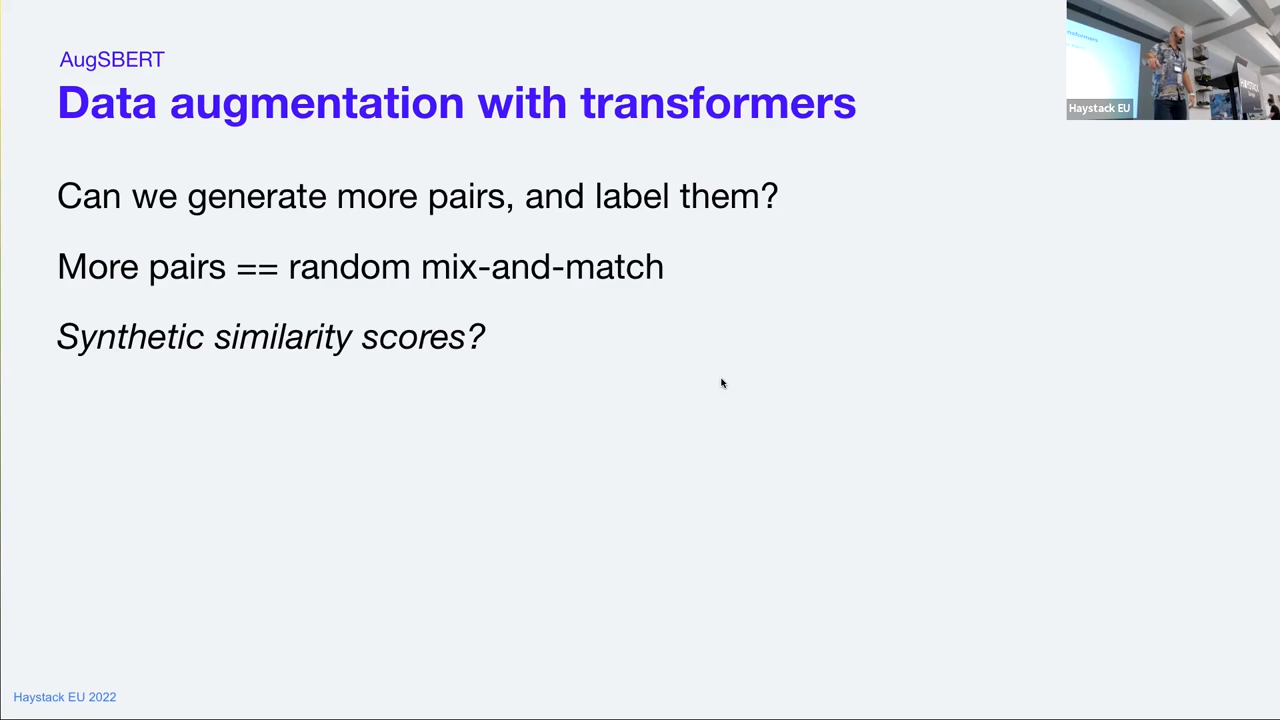 AugSBERT
Data augmentation with transformers
Can we generate more pairs, and label them?
More pairs == random mix-and-match
Synthetic similarity scores?
Haystack EU
Haystack EU 2022